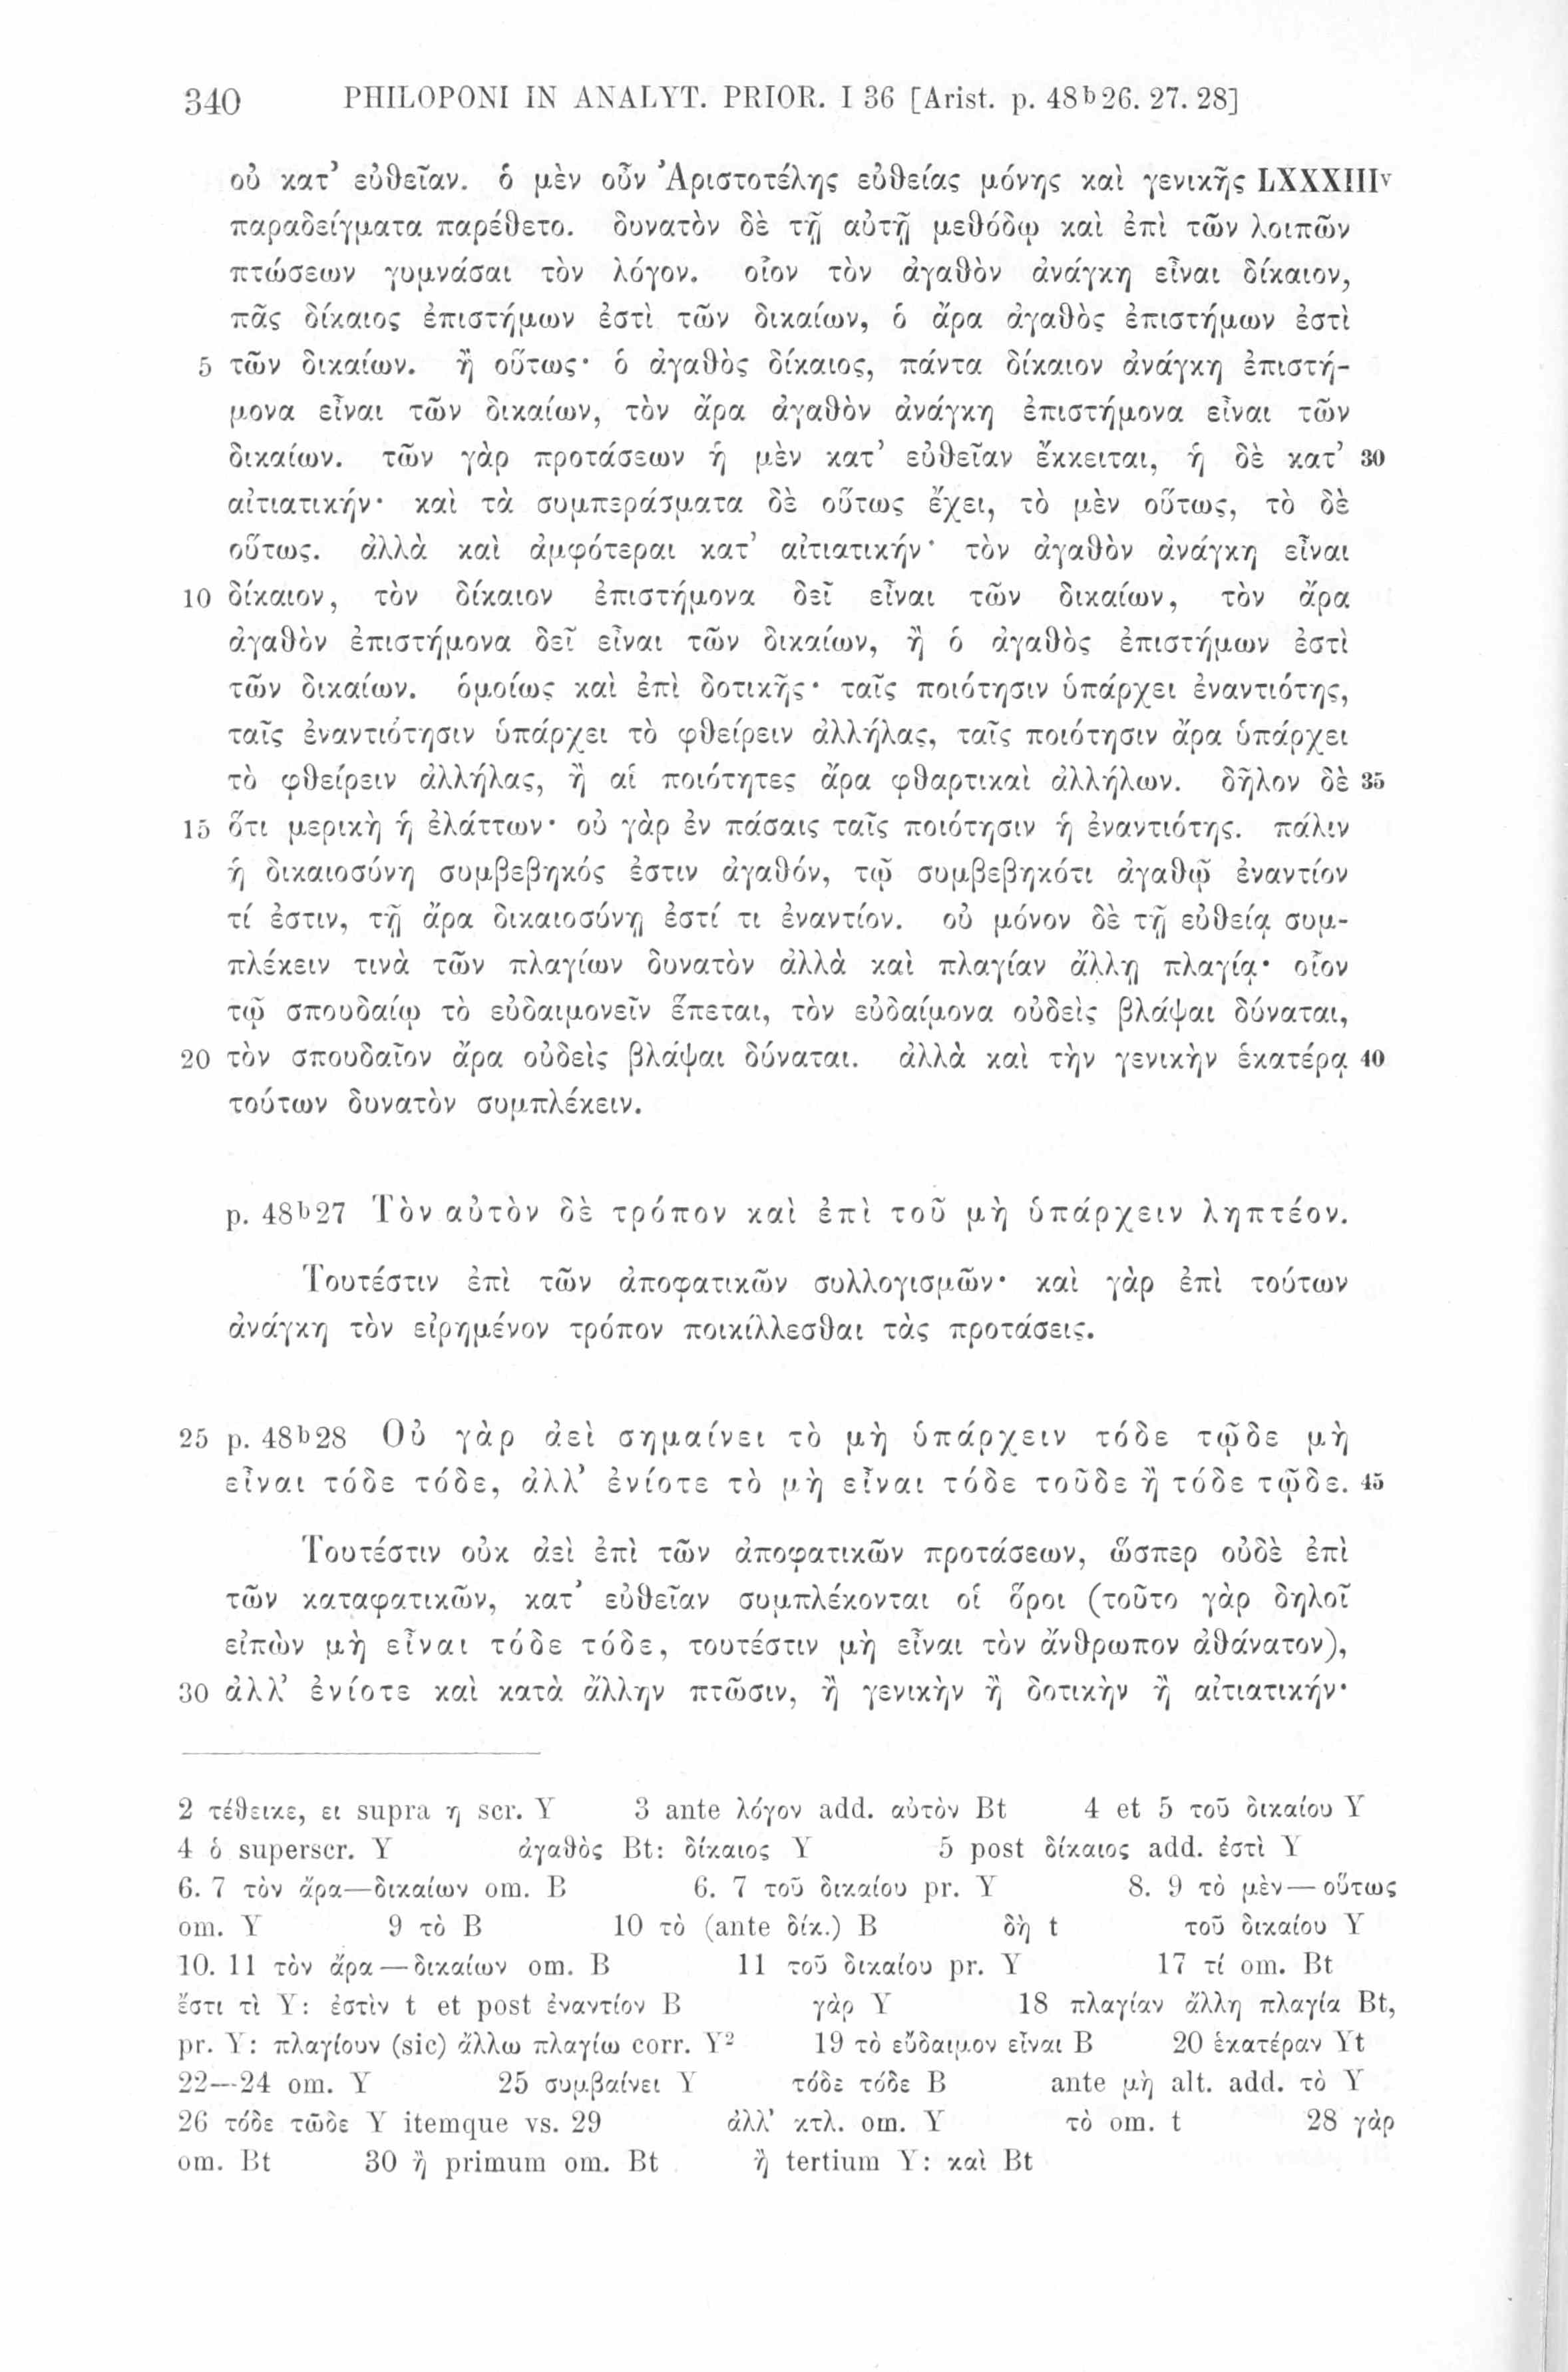 340 PHILOPONI IN ANALYT. PRIOR. I 36 [Arist. p. 48ᵇ26. 27. 28]
οὐ κατ’ εὐθεῖαν. ὁ μὲν οὖν Ἀριστοτέλης εὐθείας μόνης καὶ γενικῆς LXXXIIIᵛ
παραδείγματα παρέθετο. δυνατὸν δὲ τῇ αὐτῇ μεθόδῳ καὶ ἐπὶ τῶν λοιπῶν
πτώσεων γυμνάσαι τὸν λόγον. οἷον τὸν ἀγαθὸν ἀνάγκη εἶναι δίκαιον,
πᾶς δίκαιος ἐπιστήμων ἐστὶ τῶν δικαίων, ὁ ἄρα ἀγαθὸς ἐπιστήμων ἐστὶ
5 τῶν δικαίων. ἢ οὕτως· ὁ ἀγαθὸς δίκαιος, πάντα δίκαιον ἀνάγκη ἐπιστή-
μονα εἶναι τῶν δικαίων, τὸν ἄρα ἀγαθὸν ἀνάγκη ἐπιστήμονα εἶναι τῶν
δικαίων. τῶν γὰρ προτάσεων ἡ μὲν κατ’ εὐθεῖαν ἔκκειται, ἡ δὲ κατ’ 30
αἰτιατικήν· καὶ τὰ συμπεράσματα δὲ οὕτως ἔχει, τὸ μὲν οὕτως, τὸ δὲ
οὕτως. ἀλλὰ καὶ ἀμφότεραι κατ’ αἰτιατικήν· τὸν ἀγαθὸν ἀνάγκη εἶναι
10 δίκαιον, τὸν δίκαιον ἐπιστήμονα δεῖ εἶναι τῶν δικαίων, τὸν ἄρα
ἀγαθὸν ἐπιστήμονα δεῖ εἶναι τῶν δικαίων, ἢ ὁ ἀγαθὸς ἐπιστήμων ἐστὶ
τῶν δικαίων. ὁμοίως καὶ ἐπὶ δοτικῆς· ταῖς ποιότησιν ὑπάρχει ἐναντιότης,
ταῖς ἐναντιότησιν ὑπάρχει τὸ φθείρειν ἀλλήλας, ταῖς ποιότησιν ἄρα ὑπάρχει
τὸ φθείρειν ἀλλήλας, ἢ αἱ ποιότητες ἄρα φθαρτικαὶ ἀλλήλων. δῆλον δὲ 35
15 ὅτι μερικὴ ἡ ἐλάττων· οὐ γὰρ ἐν πάσαις ταῖς ποιότησιν ἡ ἐναντιότης. πάλιν
ἡ δικαιοσύνη συμβεβηκός ἐστιν ἀγαθόν, τῷ συμβεβηκότι ἀγαθῷ ἐναντίον
τί ἐστιν, τῇ ἄρα δικαιοσύνῃ ἐστί τι ἐναντίον. οὐ μόνον δὲ τῇ εὐθείᾳ συμ-
πλέκειν τινὰ τῶν πλαγίων δυνατὸν ἀλλὰ καὶ πλαγίαν ἄλλῃ πλαγίᾳ· οἷον
τῷ σπουδαίῳ τὸ εὐδαιμονεῖν ἕπεται, τὸν εὐδαίμονα οὐδεὶς βλάψαι δύναται,
20 τὸν σπουδαῖον ἄρα οὐδεὶς βλάψαι δύναται. ἀλλὰ καὶ τὴν γενικὴν ἑκατέρᾳ 40
τούτων δυνατὸν συμπλέκειν.
p. 48ᵇ27 Τὸν αὐτὸν δὲ τρόπον καὶ ἐπὶ τοῦ μὴ ὑπάρχειν ληπτέον.
Τουτέστιν ἐπὶ τῶν ἀποφατικῶν συλλογισμῶν· καὶ γὰρ ἐπὶ τούτων
ἀνάγκη τὸν εἰρημένον τρόπον ποικίλλεσθαι τὰς προτάσεις.
25 p. 48ᵇ28 Οὐ γὰρ ἀεὶ σημαίνει τὸ μὴ ὑπάρχειν τόδε τῷδε μὴ
εἶναι τόδε τόδε, ἀλλ’ ἐνίοτε τὸ μὴ εἶναι τόδε τοῦδε ἢ τόδε τῷδε. 45
Τουτέστιν οὐκ ἀεὶ ἐπὶ τῶν ἀποφατικῶν προτάσεων, ὥσπερ οὐδὲ ἐπὶ
τῶν καταφατικῶν, κατ’ εὐθεῖαν συμπλέκονται οἱ ὅροι (τοῦτο γὰρ δηλοῖ
εἰπὼν μὴ εἶναι τόδε τόδε, τουτέστιν μὴ εἶναι τὸν ἄνθρωπον ἀθάνατον),
30 ἀλλ’ ἐνίοτε καὶ κατὰ ἄλλην πτῶσιν, ἢ γενικὴν ἢ δοτικὴν ἢ αἰτιατικήν·
2 τέθεικε, ει supra η scr. Y 3 ante λόγον add. αὐτὸν Bt 4 et 5 τοῦ δικαίου Y
4 ὁ superscr. Y ἀγαθὸς Bt: δίκαιος Y 5 post δίκαιος add. ἐστὶ Y
6. 7 τὸν ἄρα—δικαίων om. B 6. 7 τοῦ δικαίου pr. Y 8. 9 τὸ μὲν—οὕτως
om. Y 9 τὸ B 10 τὸ (ante δίκ.) B δὴ t τοῦ δικαίου Y
10. 11 τὸν ἄρα—δικαίων om. B 11 τοῦ δικαίου pr. Y 17 τί om. Bt
ἔστι τὶ Y: ἐστὶν t et post ἐναντίον B γὰρ Y 18 πλαγίαν ἄλλη πλαγία Bt,
pr. Y: πλαγίουν (sic) ἄλλω πλαγίω corr. Y² 19 τὸ εὔδαιμον εἶναι B 20 ἑκατέραν Yt
22—24 om. Y 25 συμβαίνει Y τόδε τόδε B ante μὴ alt. add. τὸ Y
26 τόδε τῶδε Y itemque vs. 29 ἀλλ’ κτλ. om. Y τὸ om. t 28 γὰρ
om. Bt 30 ἢ primum om. Bt ἢ tertium Y: καὶ Bt